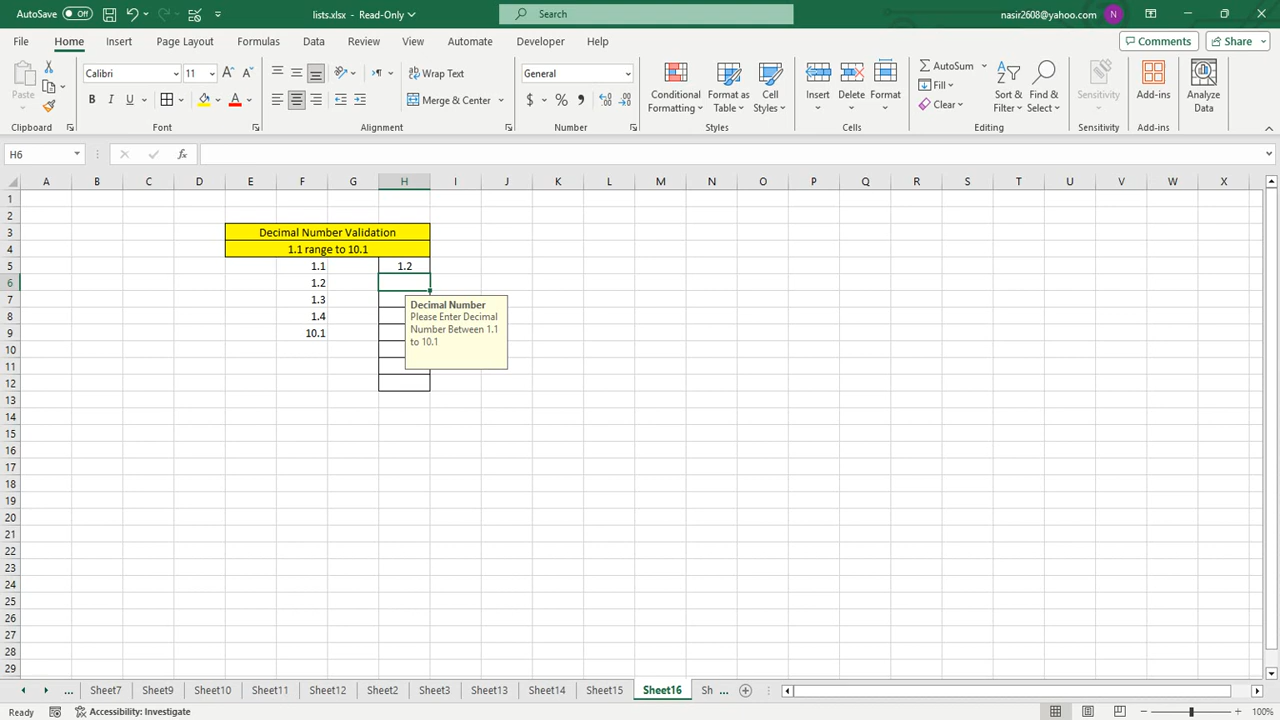 AutoSave Off lists.xlsx - Read-Only Search nasir2608@yahoo.com N
File Home Insert Page Layout Formulas Data Review View Automate Developer Help Comments Share
Paste Calibri 11 Wrap Text General AutoSum
B I U A Merge & Center $ % Conditional Formatting Format as Table Cell Styles Insert Delete Format Fill Clear Sort & Filter Find & Select Sensitivity Add-ins Analyze Data
Clipboard Font Alignment Number Styles Cells Editing Sensitivity Add-ins
H6 fx
A B C D E F G H I J K L M N O P Q R S T U V W X
1
2
3 Decimal Number Validation
4 1.1 range to 10.1
5 1.1 1.2
6 1.2
7 1.3
8 1.4
9 10.1
Decimal Number
Please Enter Decimal
Number Between 1.1
to 10.1
10
11
12
13
14
15
16
17
18
19
20
21
22
23
24
25
26
27
28
29
... Sheet7 Sheet9 Sheet10 Sheet11 Sheet12 Sheet2 Sheet3 Sheet13 Sheet14 Sheet15 Sheet16 Sh ...
Ready Accessibility: Investigate 100%